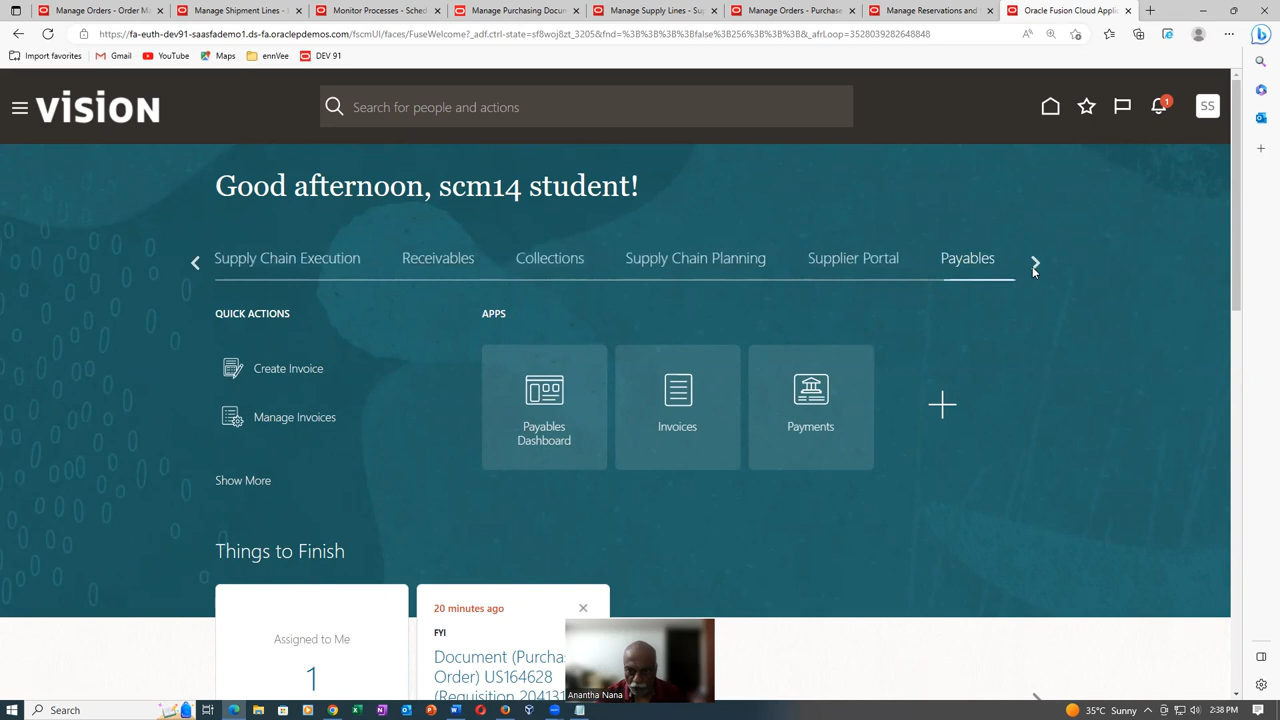 Orders - Order M
Manage Shipment Lines - S
Monitor Processes - Sched
Manage Purchasing Docum
Manage Supply Lines - Sup
Manage Orders - Purchase
Manage Reservations and
Oracle Fusion Cloud Applic
https://fa-euth-dev91-saasfademo1.ds-fa.oraclepdemos.com/fscmUI/faces/FuseWelcome?_adf.ctrl-state=sf8woj8zt_3205&fnd=%3B%3B%3B%3Bfalse%3B256%3B%3B%3B&_afrLoop=3528039282648848
Import favorites
Gmail
YouTube
Maps
ennVee
DEV 91
VISION
Search for people and actions
1
SS
Good afternoon, scm14 student!
Supply Chain Execution
Receivables
Collections
Supply Chain Planning
Supplier Portal
Payables
QUICK ACTIONS
APPS
Create Invoice
Manage Invoices
Show More
Payables
Dashboard
Invoices
Payments
Things to Finish
Assigned to Me
1
20 minutes ago
FYI
Document (Purcha
Order) US164628
(Requisition 204131
Anantha Nana
Search
35°C Sunny
2:38 PM